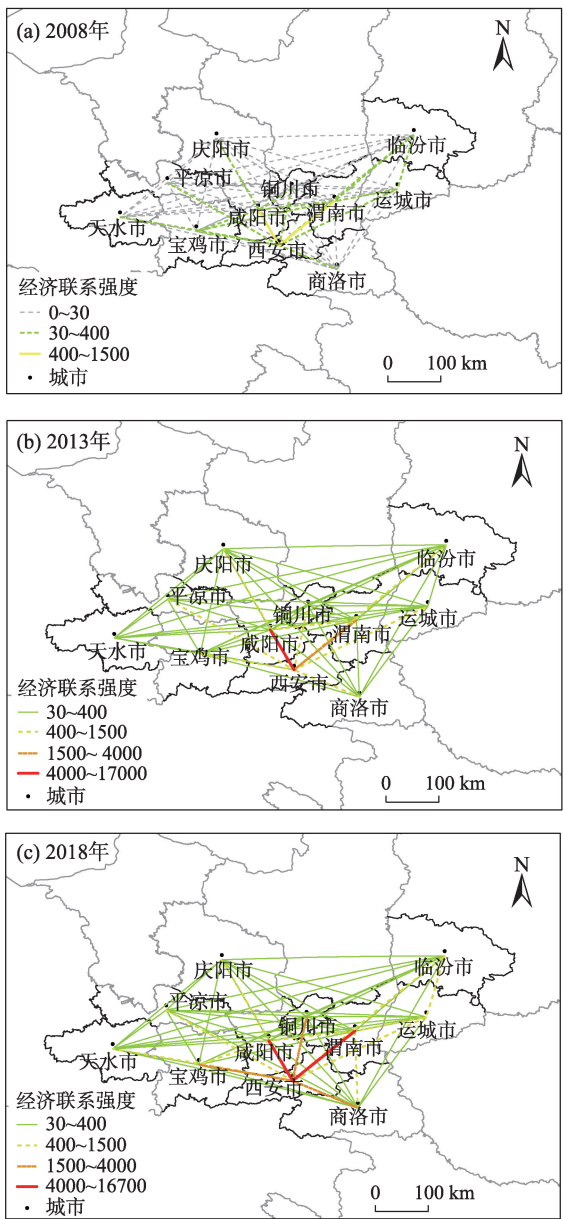 (a) 2008年
N
庆阳市
临汾市
平凉市
铜川市
运城市
咸阳市
渭南市
天水市
宝鸡市
西安市
商洛市
经济联系强度
0~30
30~400
400~1500
城市
0 100 km
(b) 2013年
N
庆阳市
临汾市
平凉市
铜川市
运城市
咸阳市
渭南市
天水市
宝鸡市
西安市
商洛市
经济联系强度
30~400
400~1500
1500~ 4000
4000~17000
城市
0 100 km
(c) 2018年
N
庆阳市
临汾市
平凉市
铜川市
运城市
咸阳市
渭南市
天水市
宝鸡市
西安市
商洛市
经济联系强度
30~400
400~1500
1500~4000
4000~16700
城市
0 100 km